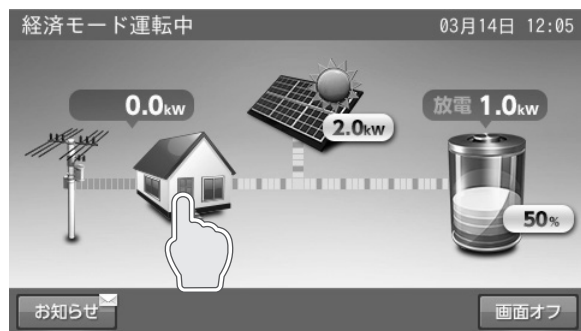 経済モード運転中
03月14日 12:05
0.0kw
2.0kw
放電 1.0kw
50%
お知らせ
画面オフ